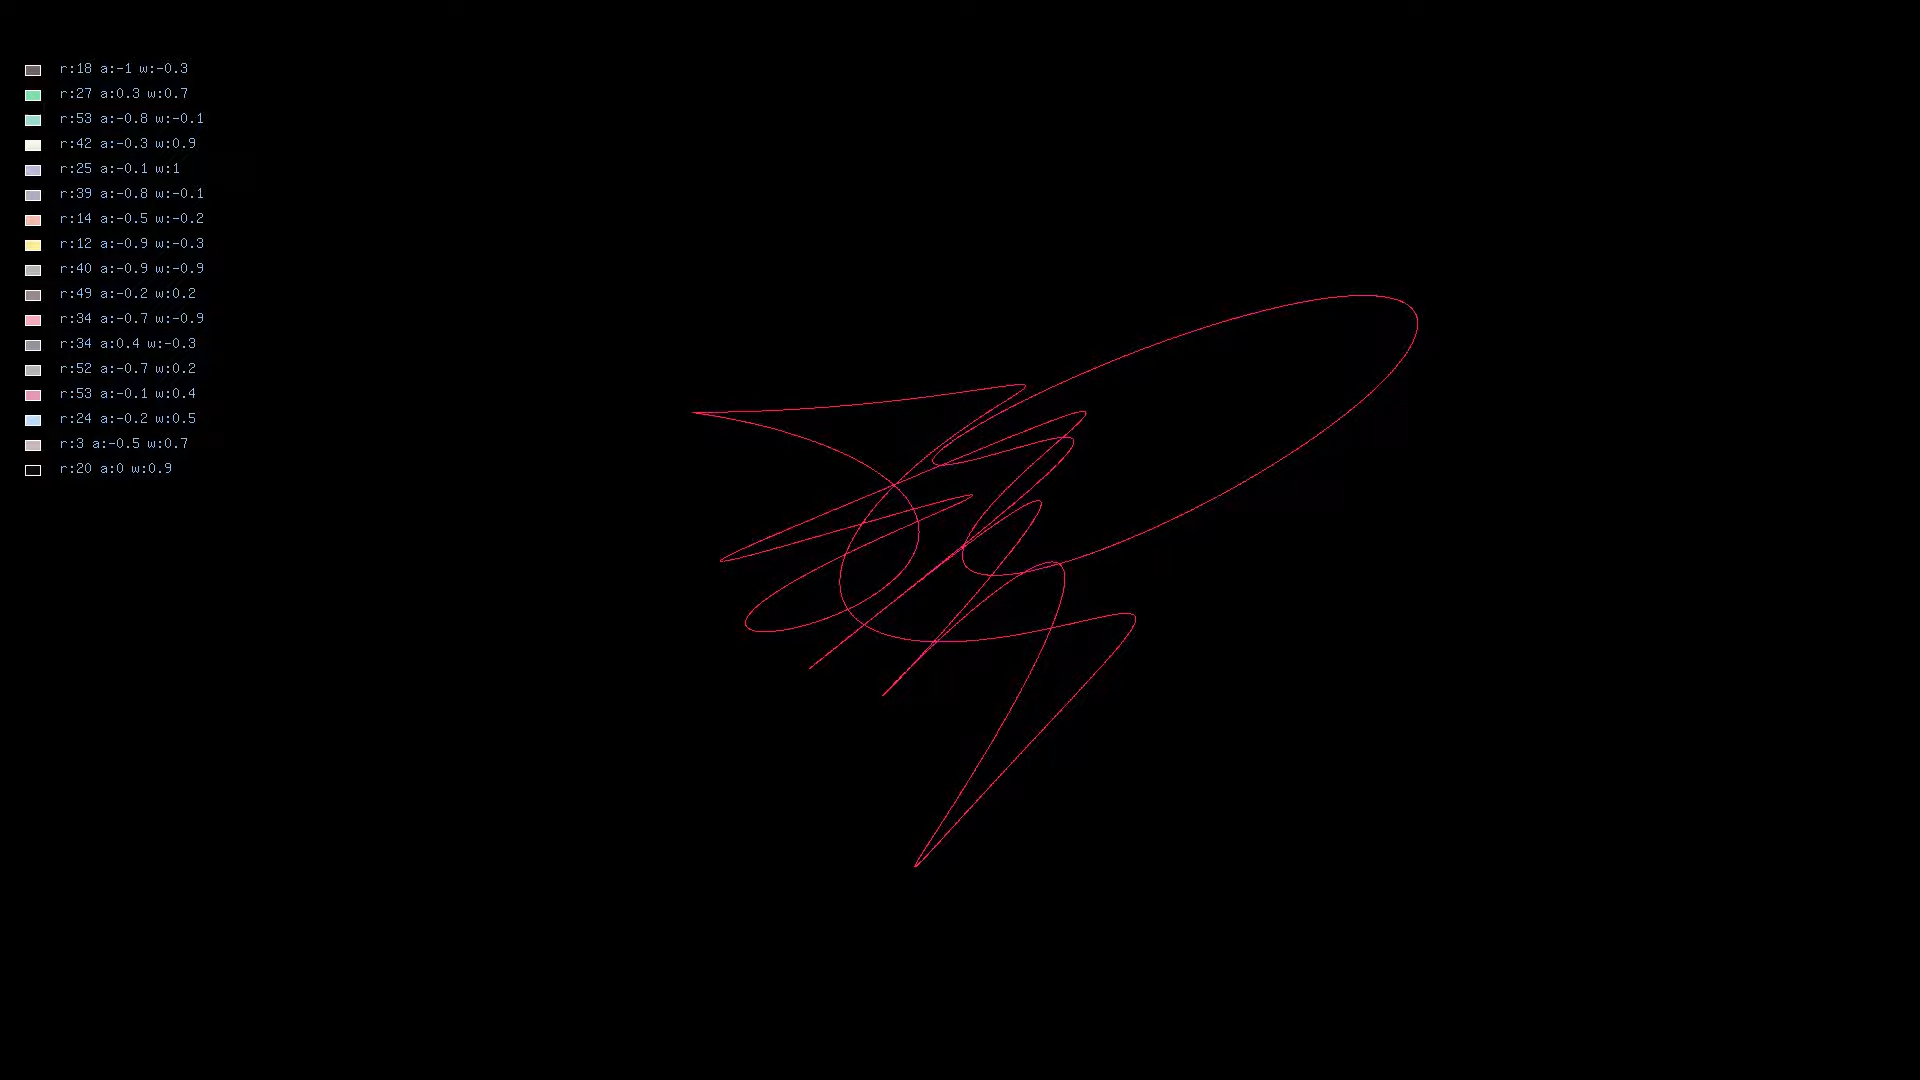 r:18 a:-1 w:-0.3
r:27 a:0.3 w:0.7
r:53 a:-0.8 w:-0.1
r:42 a:-0.3 w:0.9
r:25 a:-0.1 w:1
r:39 a:-0.8 w:-0.1
r:14 a:-0.5 w:-0.2
r:12 a:-0.9 w:-0.3
r:40 a:-0.9 w:-0.9
r:49 a:-0.2 w:0.2
r:34 a:-0.7 w:-0.9
r:34 a:0.4 w:-0.3
r:52 a:-0.7 w:0.2
r:53 a:-0.1 w:0.4
r:24 a:-0.2 w:0.5
r:3 a:-0.5 w:0.7
r:20 a:0 w:0.9